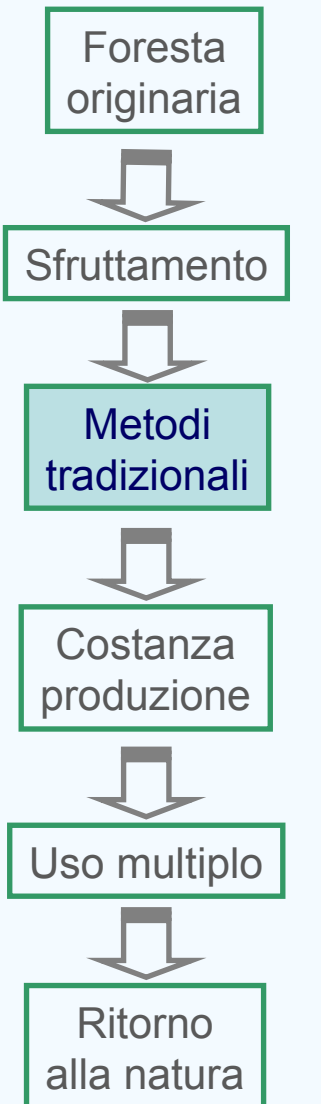 Foresta
originaria
Sfruttamento
Metodi
tradizionali
Costanza
produzione
Uso multiplo
Ritorno
alla natura